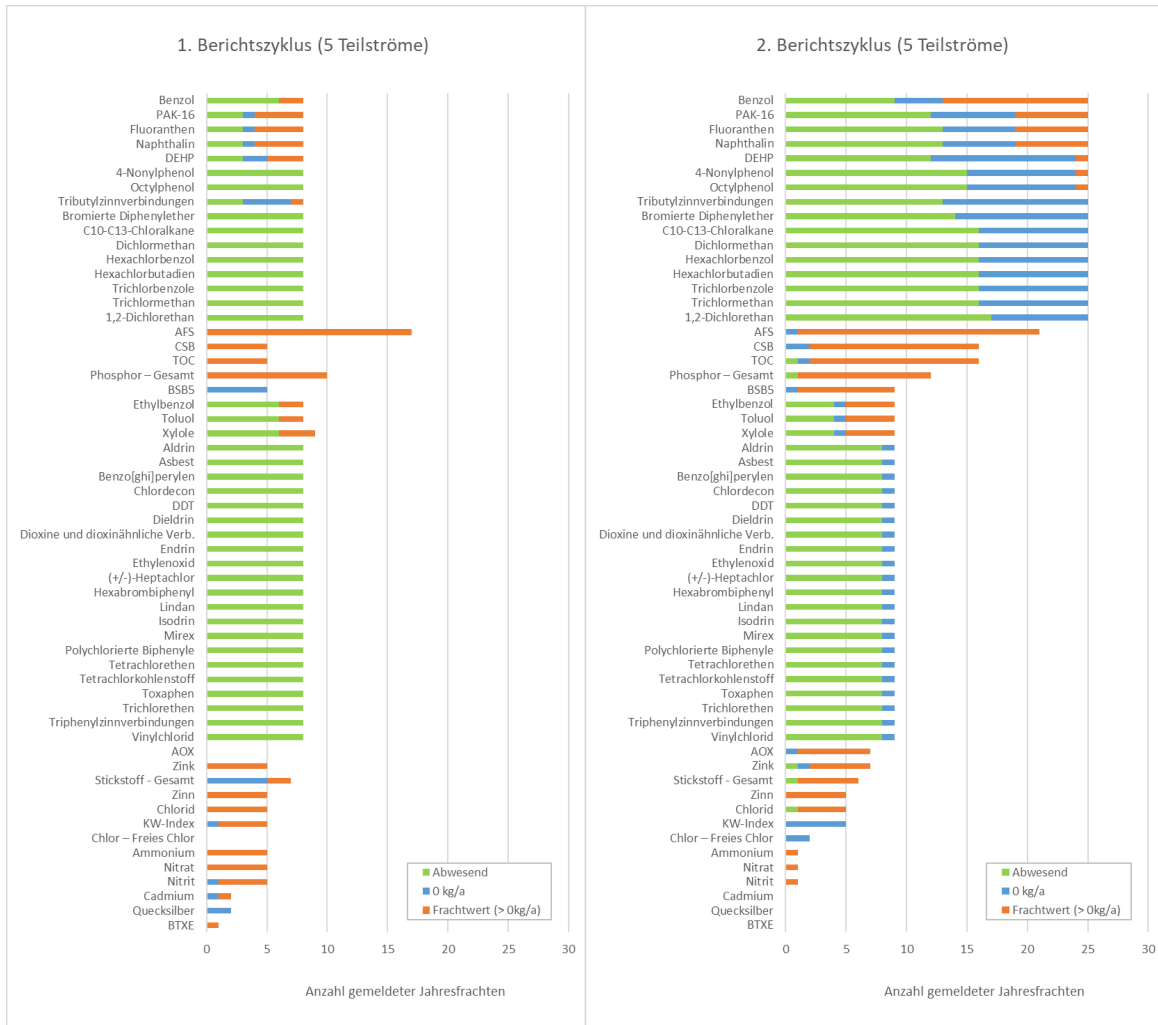 1. Berichtszyklus (5 Teilströme)
Benzol
PAK-16
Fluoranthen
Naphthalin
DEHP
4-Nonylphenol
Octylphenol
Tributylzinnverbindungen
Bromierte Diphenylether
C10-C13-Chloralkane
Dichlormethan
Hexachlorbenzol
Hexachlorbutadien
Trichlorbenzole
Trichlormethan
1,2-Dichlorethan
AFS
CSB
TOC
Phosphor – Gesamt
BSB5
Ethylbenzol
Toluol
Xylole
Aldrin
Asbest
Benzo[ghi]perylen
Chlordecon
DDT
Dieldrin
Dioxine und dioxinähnliche Verb.
Endrin
Ethylenoxid
(+/-)-Heptachlor
Hexabrombiphenyl
Lindan
Isodrin
Mirex
Polychlorierte Biphenyle
Tetrachlorethen
Tetrachlorkohlenstoff
Toxaphen
Trichlorethen
Triphenylzinnverbindungen
Vinylchlorid
AOX
Zink
Stickstoff - Gesamt
Zinn
Chlorid
KW-Index
Chlor – Freies Chlor
Ammonium
Nitrat
Nitrit
Cadmium
Quecksilber
BTXE
Abwesend
0 kg/a
Frachtwert (> 0kg/a)
0 5 10 15 20 25 30
Anzahl gemeldeter Jahresfrachten
2. Berichtszyklus (5 Teilströme)
Benzol
PAK-16
Fluoranthen
Naphthalin
DEHP
4-Nonylphenol
Octylphenol
Tributylzinnverbindungen
Bromierte Diphenylether
C10-C13-Chloralkane
Dichlormethan
Hexachlorbenzol
Hexachlorbutadien
Trichlorbenzole
Trichlormethan
1,2-Dichlorethan
AFS
CSB
TOC
Phosphor – Gesamt
BSB5
Ethylbenzol
Toluol
Xylole
Aldrin
Asbest
Benzo[ghi]perylen
Chlordecon
DDT
Dieldrin
Dioxine und dioxinähnliche Verb.
Endrin
Ethylenoxid
(+/-)-Heptachlor
Hexabrombiphenyl
Lindan
Isodrin
Mirex
Polychlorierte Biphenyle
Tetrachlorethen
Tetrachlorkohlenstoff
Toxaphen
Trichlorethen
Triphenylzinnverbindungen
Vinylchlorid
AOX
Zink
Stickstoff - Gesamt
Zinn
Chlorid
KW-Index
Chlor – Freies Chlor
Ammonium
Nitrat
Nitrit
Cadmium
Quecksilber
BTXE
Abwesend
0 kg/a
Frachtwert (> 0kg/a)
0 5 10 15 20 25 30
Anzahl gemeldeter Jahresfrachten